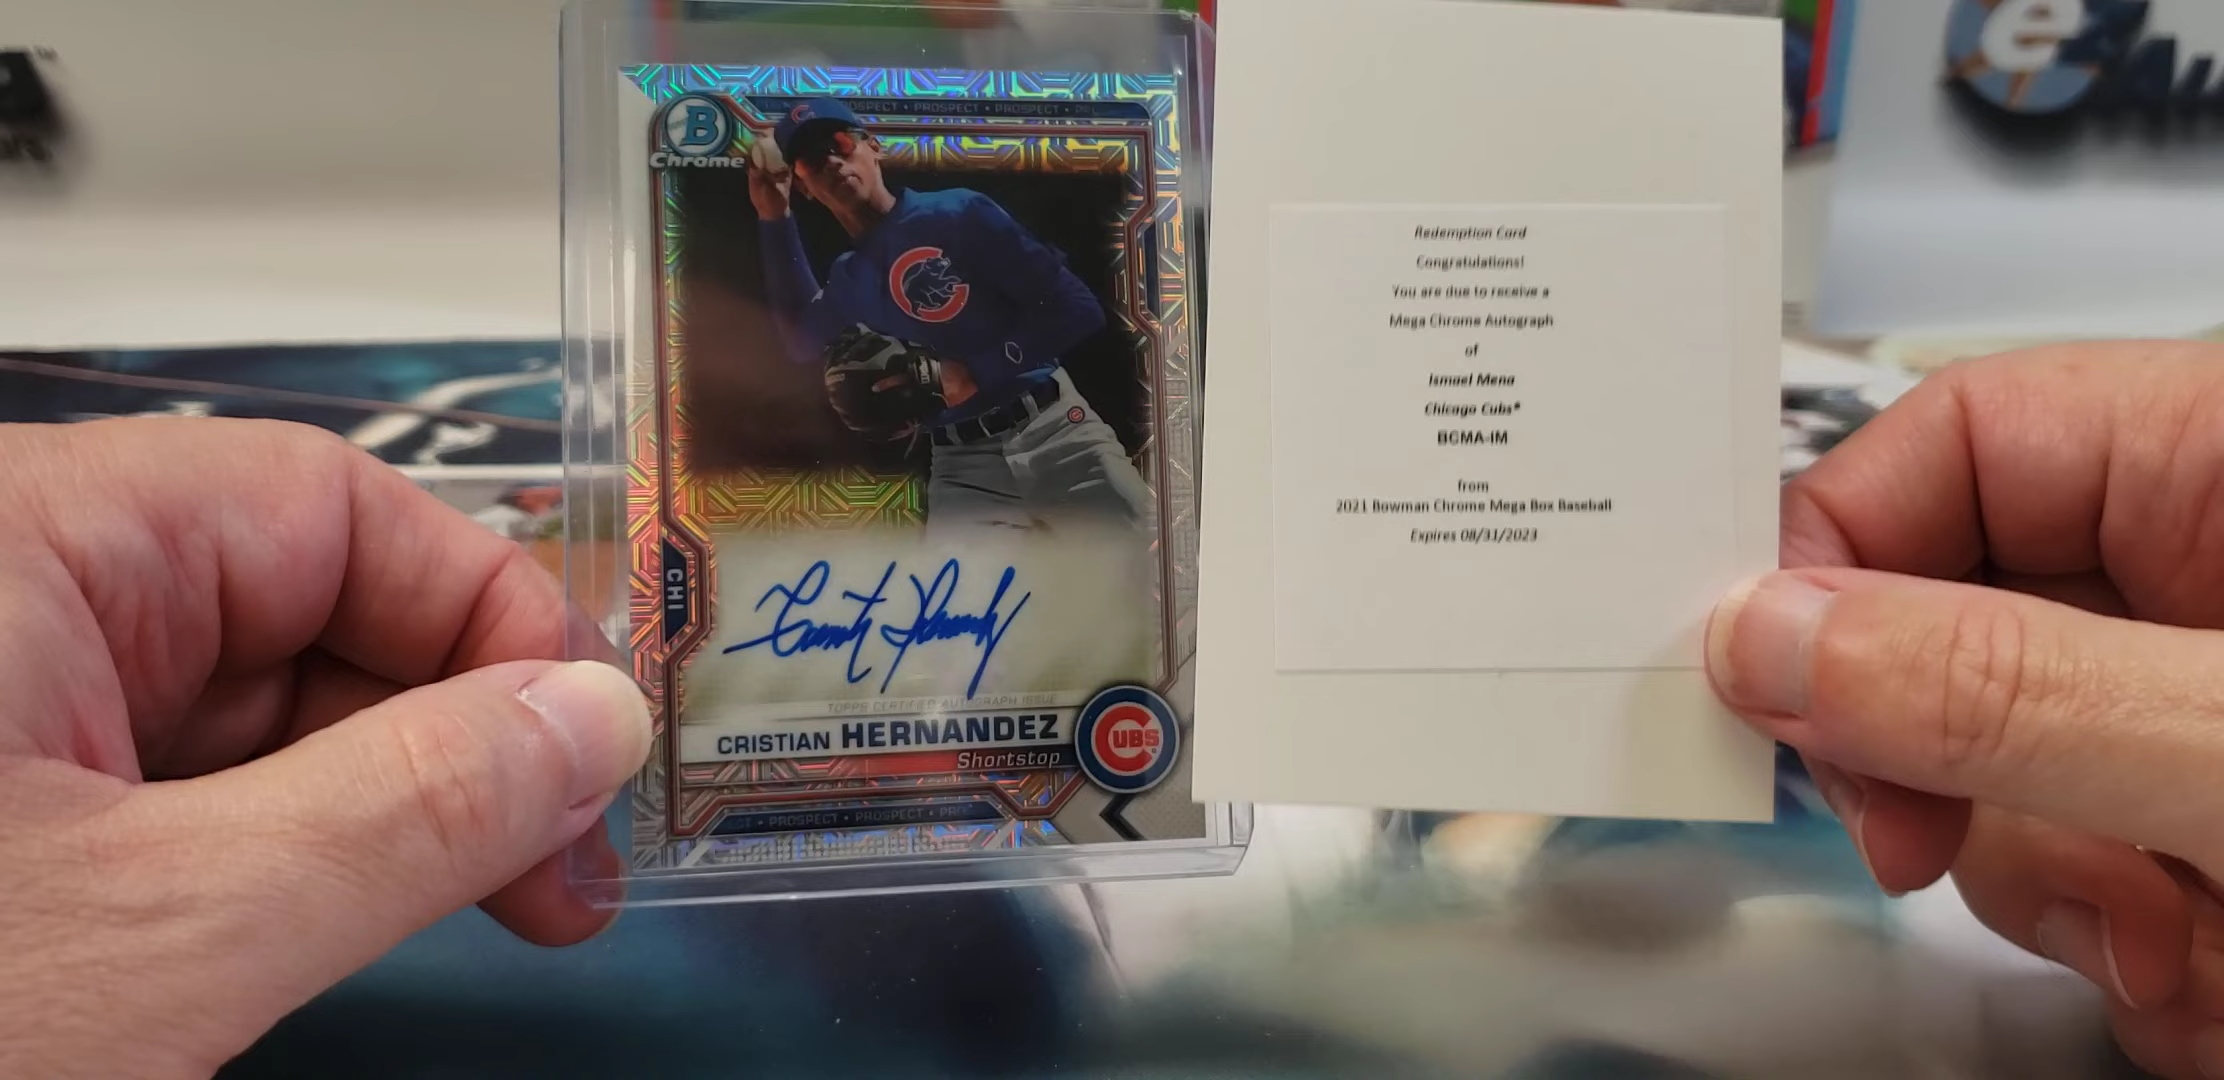 PROSPECT • PROSPECT • PROSPECT
B
Chrome
CHI
TOPPS CERTIFIED AUTOGRAPH ISSUE
CRISTIAN HERNANDEZ
Shortstop
CUBS
PROSPECT • PROSPECT
Redemption Card
Congratulations!
You are due to receive a
Mega Chrome Autograph
of
Ismael Mena
Chicago Cubs®
BCMA-IM
from
2021 Bowman Chrome Mega Box Baseball
Expires 08/31/2023